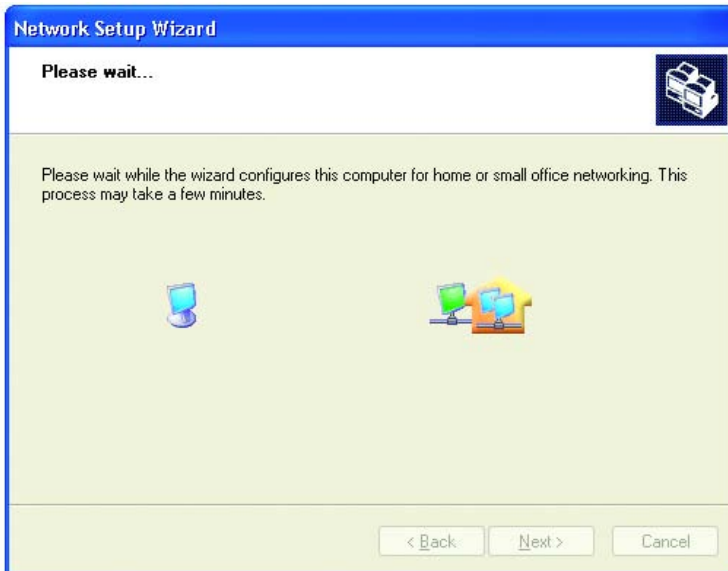 Network Setup Wizard
Please wait...
Please wait while the wizard configures this computer for home or small office networking. This
process may take a few minutes.
< Back Next > Cancel